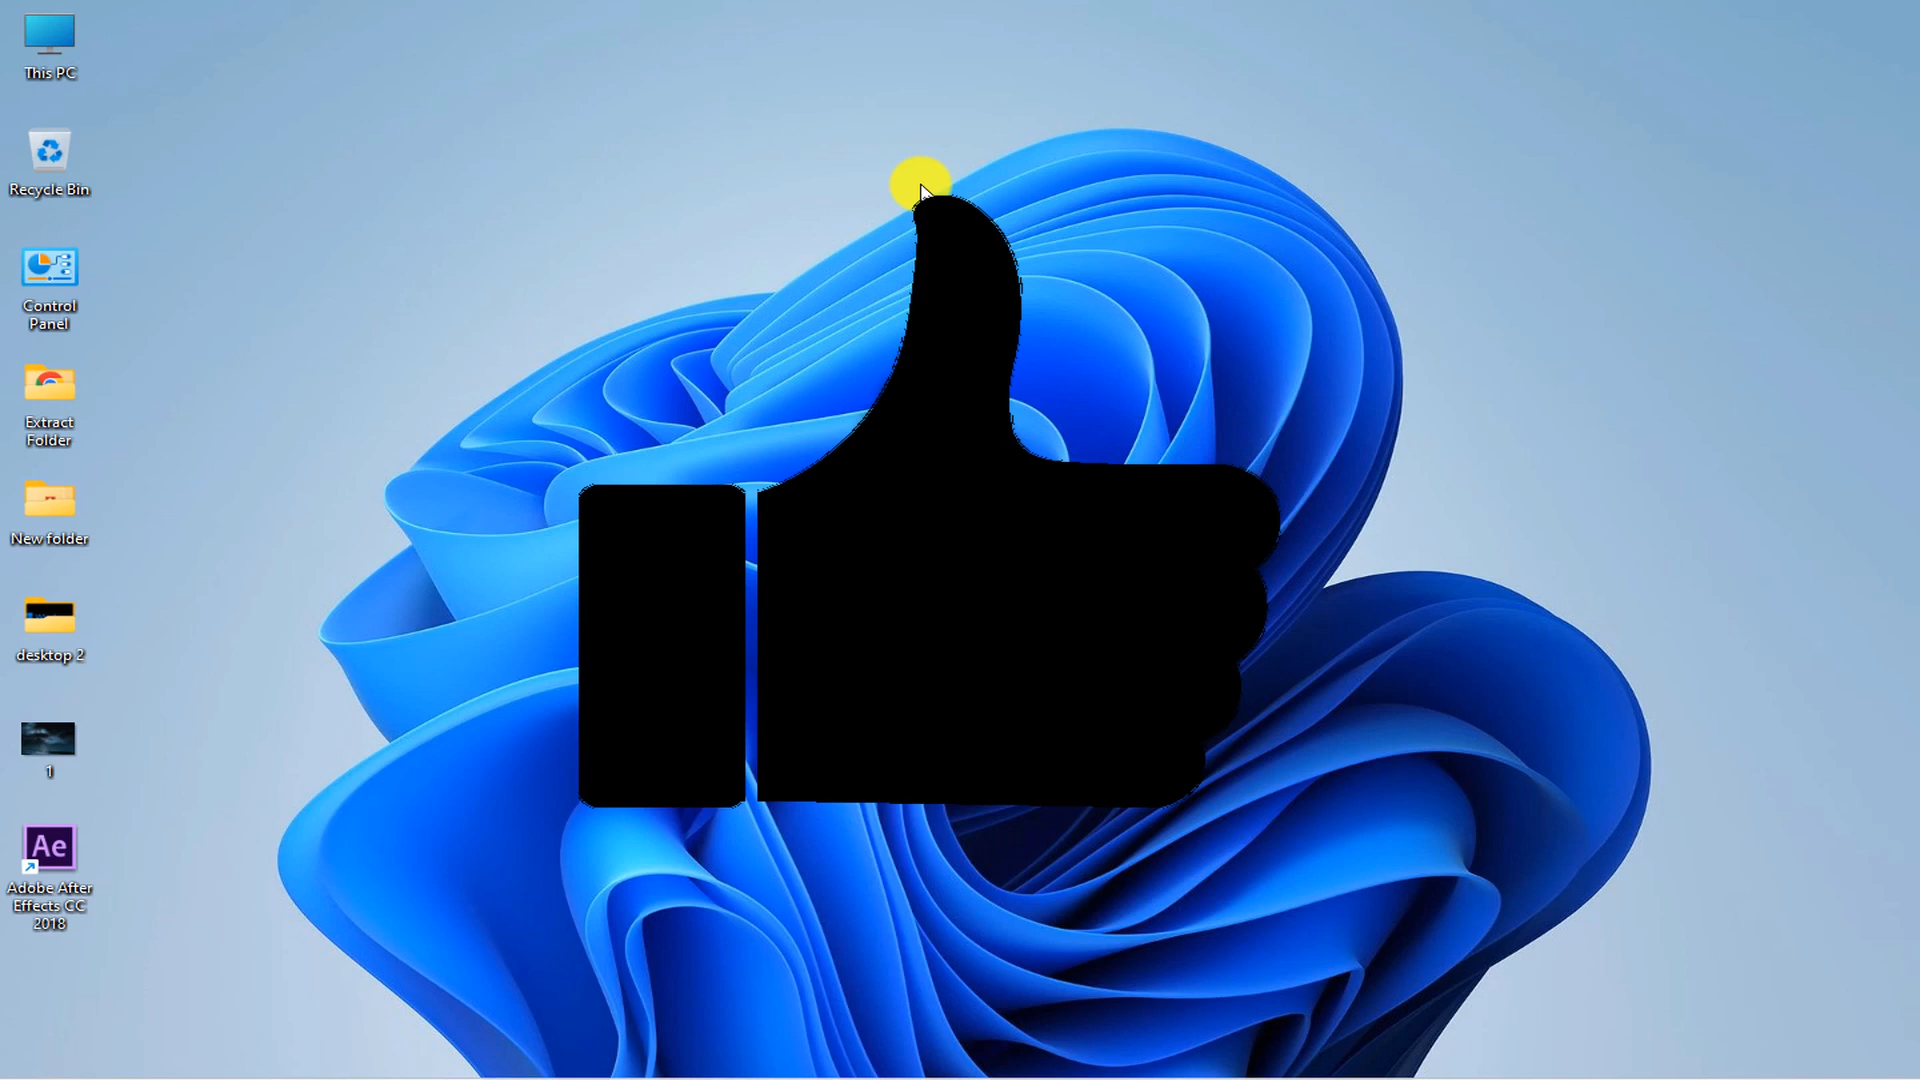 This PC
Recycle Bin
Control
Panel
Extract
Folder
New folder
desktop 2
1
Ae
Adobe After
Effects CC
2018